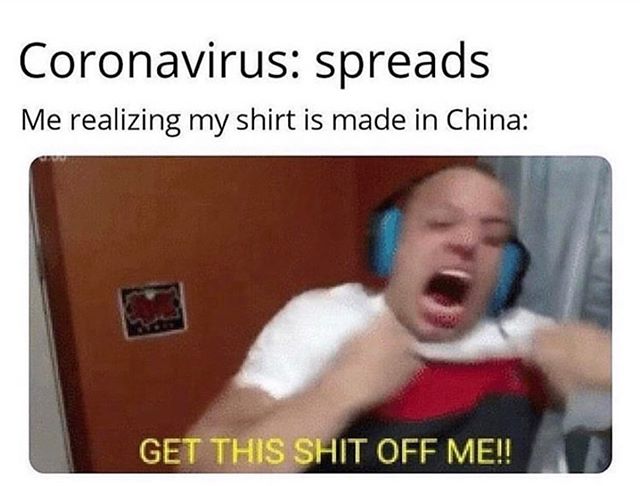 Coronavirus: spreads
Me realizing my shirt is made in China:
GET THIS SHIT OFF ME!!